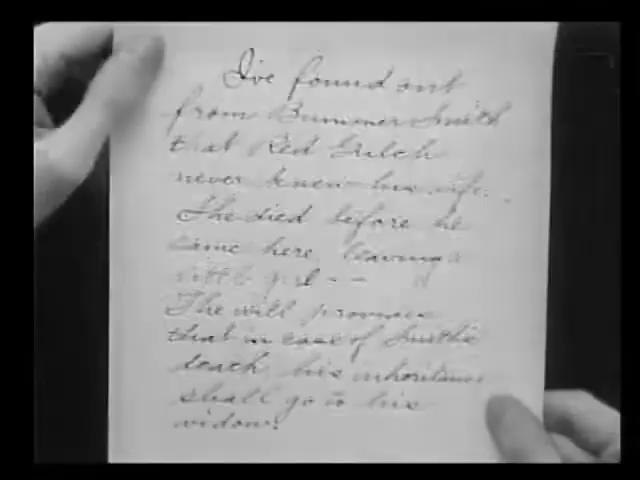 I've found out
from Bummer Smith
that Red Gulch
never knew his wife.
She died before he
came here, leaving a
little girl --
The will provides
that in case of Smith's
death, his inheritance
shall go to his
widow.